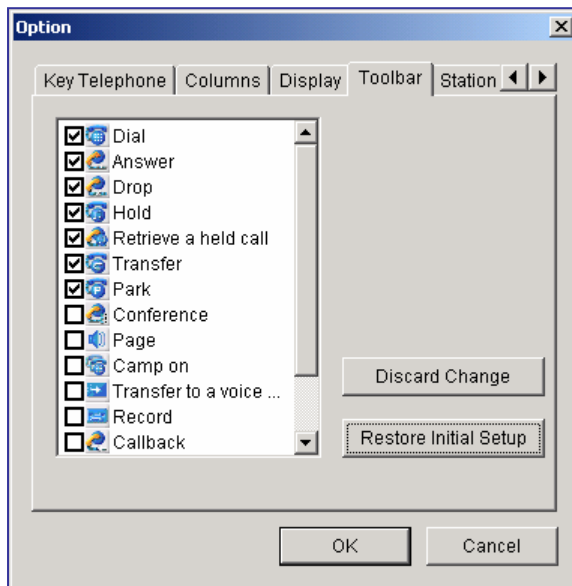 Option
Key Telephone
Columns
Display
Toolbar
Station
Dial
Answer
Drop
Hold
Retrieve a held call
Transfer
Park
Conference
Page
Camp on
Transfer to a voice ...
Record
Callback
Discard Change
Restore Initial Setup
OK
Cancel